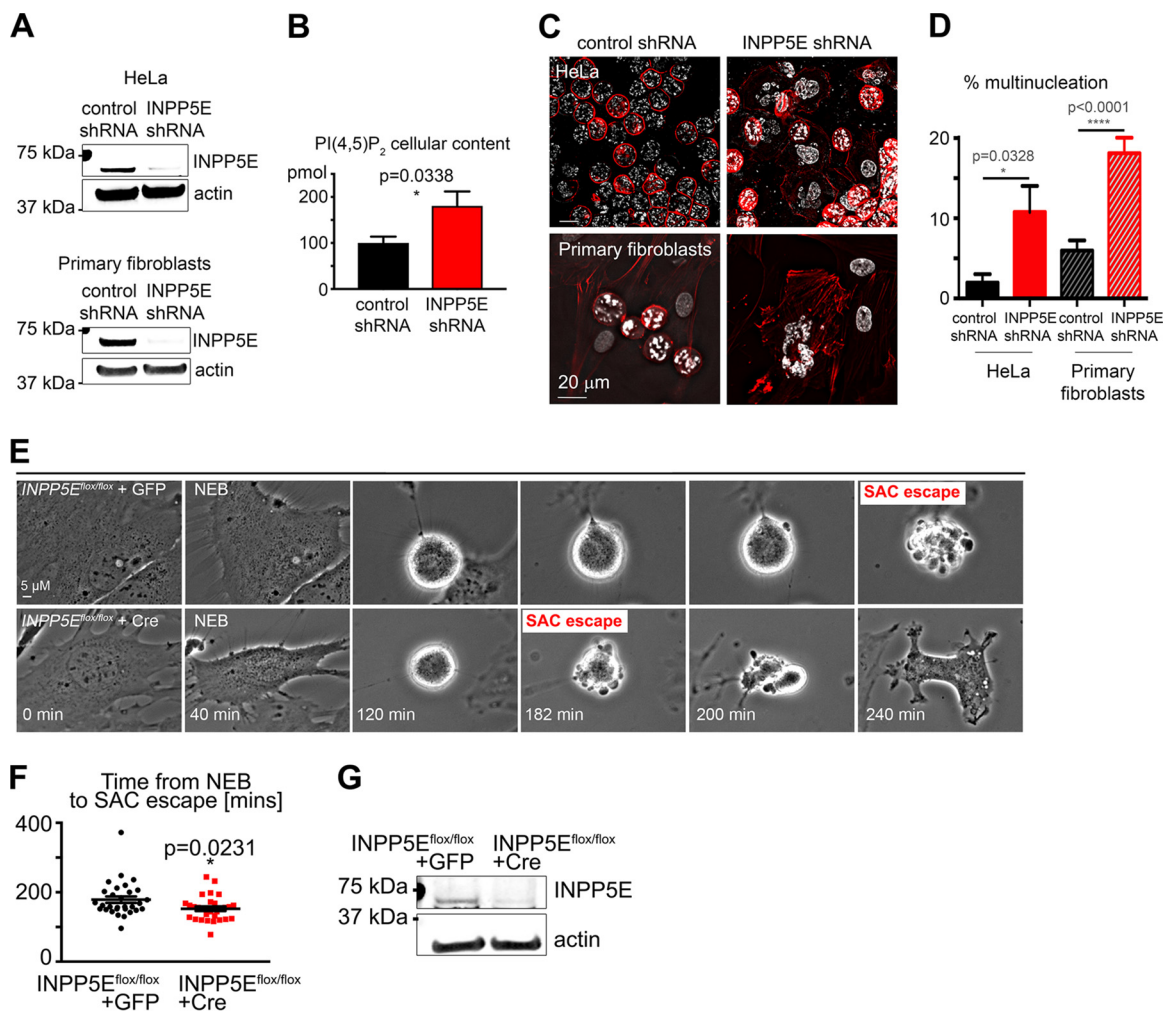 A
HeLa
control INPP5E
shRNA shRNA
75 kDa
INPP5E
actin
37 kDa
Primary fibroblasts
control INPP5E
shRNA shRNA
75 kDa
INPP5E
actin
37 kDa
B
PI(4,5)P2 cellular content
pmol
p=0.0338
*
200
100
0
control INPP5E
shRNA shRNA
C
control shRNA INPP5E shRNA
HeLa
Primary fibroblasts
20 µm
D
% multinucleation
p<0.0001
****
p=0.0328
*
20
10
0
control INPP5E control INPP5E
shRNA shRNA shRNA shRNA
HeLa Primary
fibroblasts
E
INPP5Eflox/flox + GFP NEB SAC escape
5 µM
INPP5Eflox/flox + Cre NEB SAC escape
0 min 40 min 120 min 182 min 200 min 240 min
F
Time from NEB
to SAC escape [mins]
400
p=0.0231
*
200
0
INPP5Eflox/flox INPP5Eflox/flox
+GFP +Cre
G
INPP5Eflox/flox INPP5Eflox/flox
+GFP +Cre
75 kDa
INPP5E
37 kDa
actin